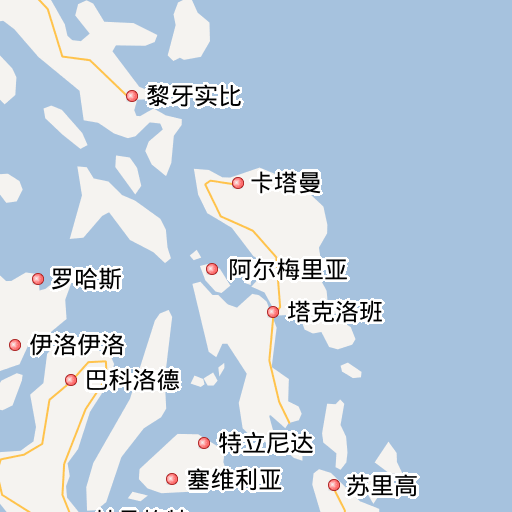 黎牙实比
卡塔曼
阿尔梅里亚
罗哈斯
塔克洛班
伊洛伊洛
巴科洛德
特立尼达
塞维利亚
苏里高